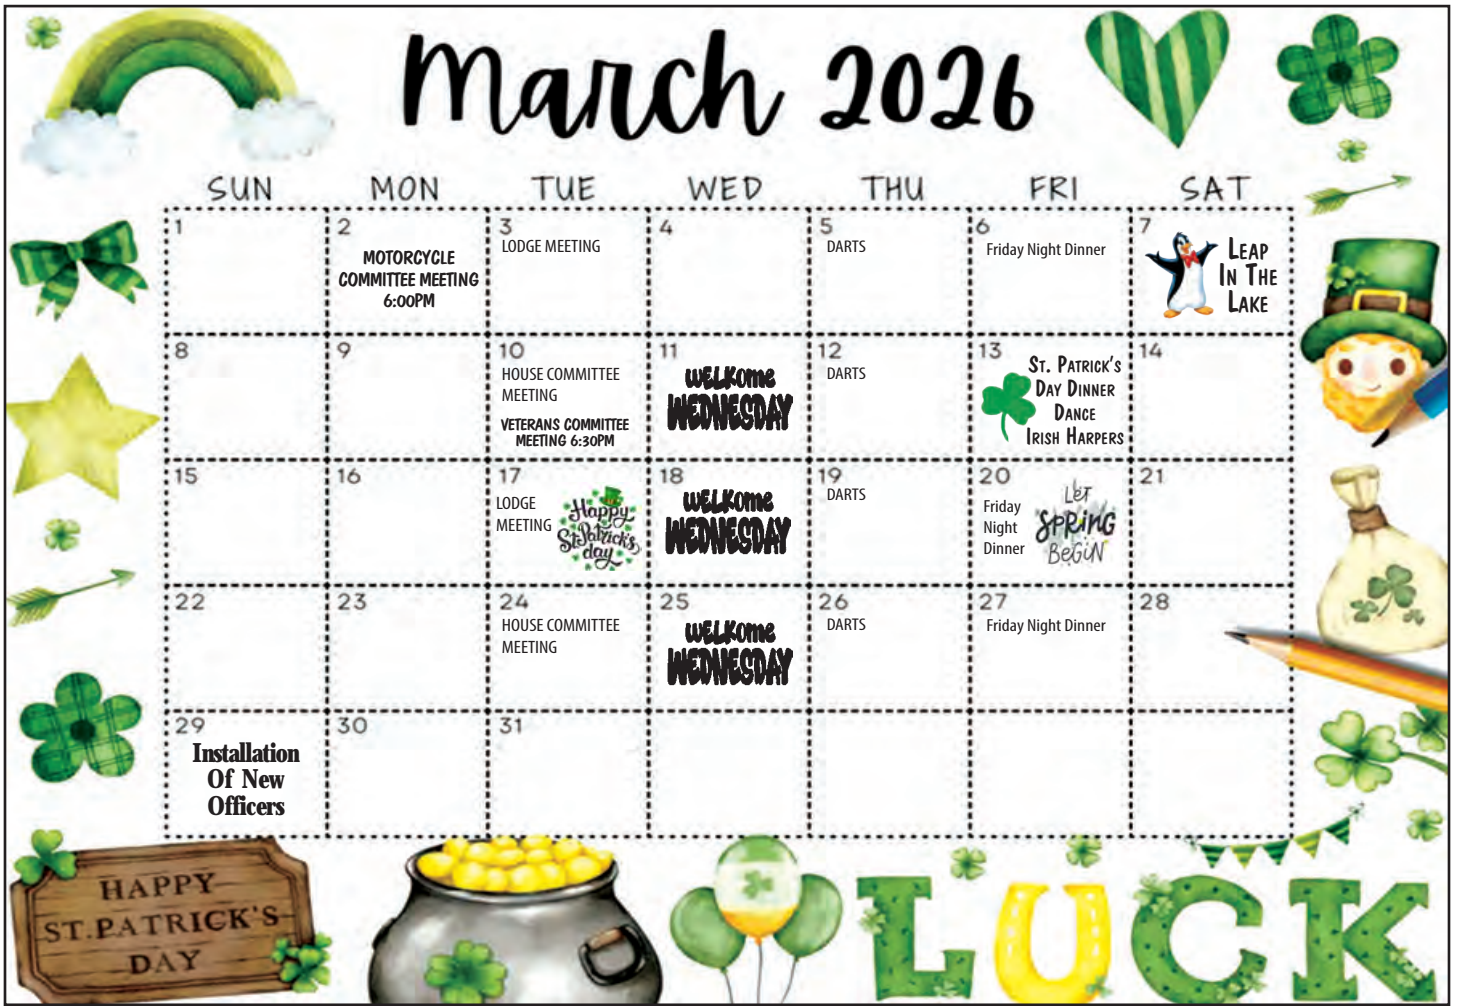 March 2026
SUN MON TUE WED THU FRI SAT
1
2
MOTORCYCLE
COMMITTEE MEETING
6:00PM
3
LODGE MEETING
4
5
DARTS
6
Friday Night Dinner
7
LEAP
IN THE
LAKE
8
9
10
HOUSE COMMITTEE
MEETING
VETERANS COMMITTEE
MEETING 6:30PM
11
WELKome
WEDNESDAY
12
DARTS
13
ST. PATRICK'S
DAY DINNER
DANCE
IRISH HARPERS
14
15
16
17
LODGE
MEETING
Happy
St.Patrick's
day
18
WELKome
WEDNESDAY
19
DARTS
20
Friday
Night
Dinner
LET
SPRING
BEGIN
21
22
23
24
HOUSE COMMITTEE
MEETING
25
WELKome
WEDNESDAY
26
DARTS
27
Friday Night Dinner
28
29
Installation
Of New
Officers
30
31
HAPPY
ST.PATRICK'S
DAY
LUCK